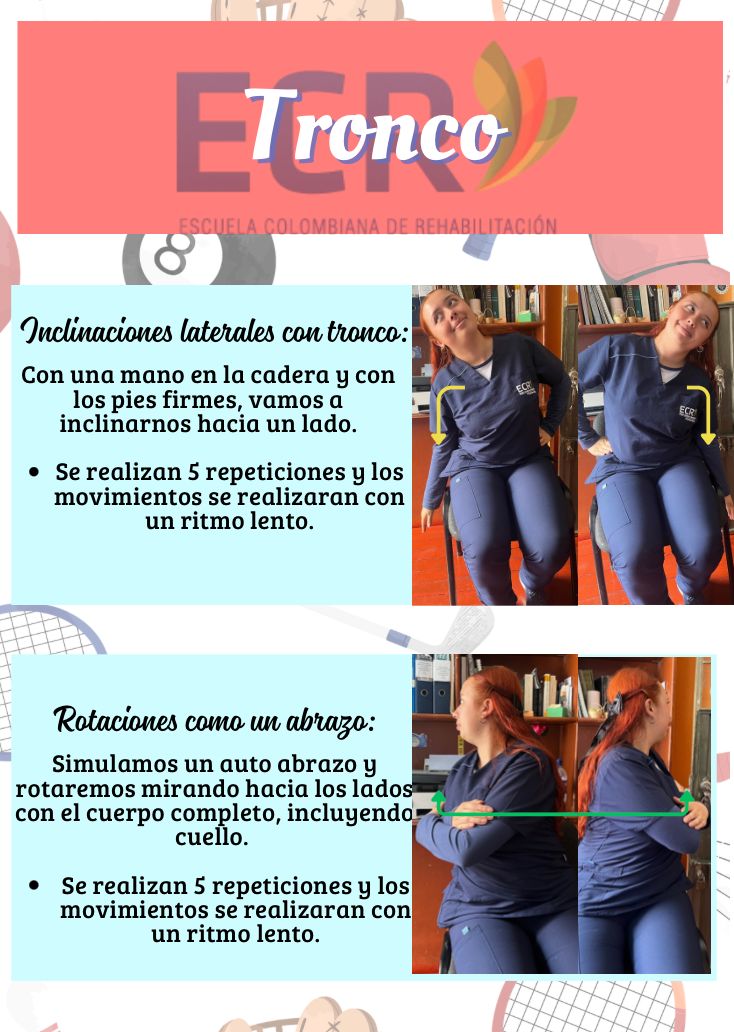 ECR
Tronco
ESCUELA COLOMBIANA DE REHABILITACIÓN
8
Inclinaciones laterales con tronco:
Con una mano en la cadera y con
los pies firmes, vamos a
inclinarnos hacia un lado.
• Se realizan 5 repeticiones y los
movimientos se realizaran con
un ritmo lento.
ECR
ECR
Rotaciones como un abrazo:
Simulamos un auto abrazo y
rotaremos mirando hacia los lados
con el cuerpo completo, incluyendo
cuello.
• Se realizan 5 repeticiones y los
movimientos se realizaran con
un ritmo lento.